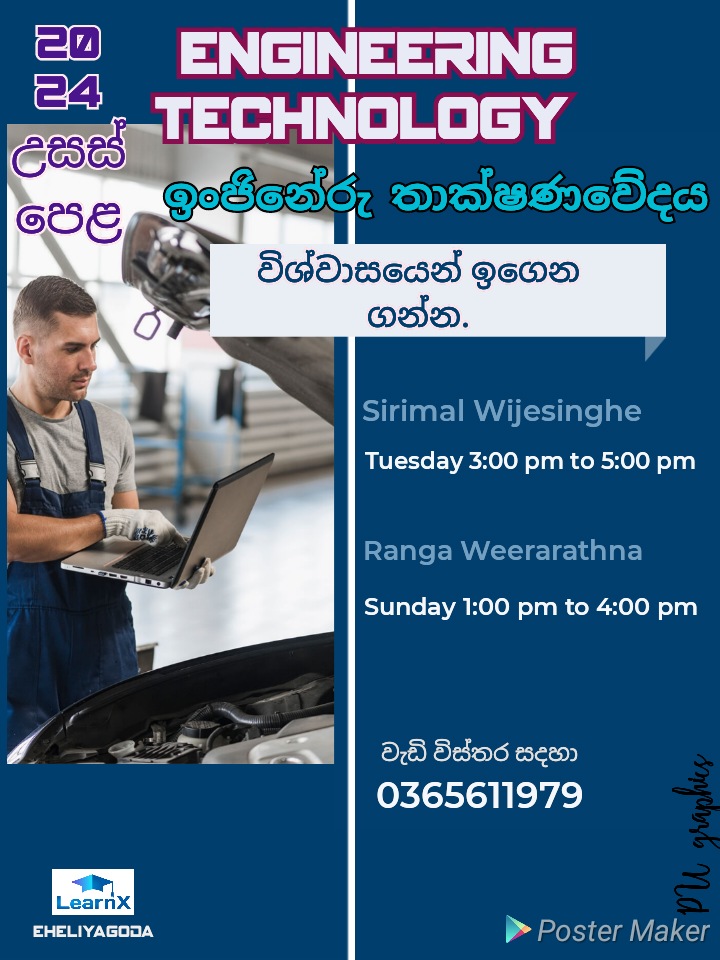 20
24
උසස්
පෙළ
ENGINEERING
TECHNOLOGY
ඉංජිනේරු තාක්ෂණවේදය
විශ්වාසයෙන් ඉගෙන
ගන්න.
Sirimal Wijesinghe
Tuesday 3:00 pm to 5:00 pm
Ranga Weerarathna
Sunday 1:00 pm to 4:00 pm
වැඩි විස්තර සදහා
0365611979
PU graphics
LearnX
EHELIYAGODA
Poster Maker